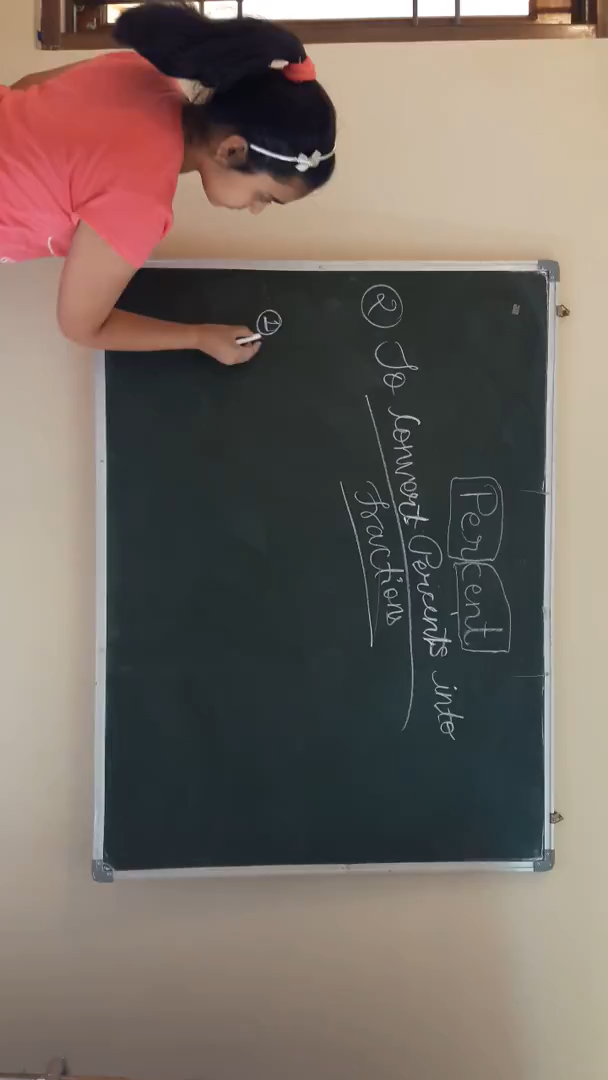 Percent
② To convert Percents into
Fractions
①